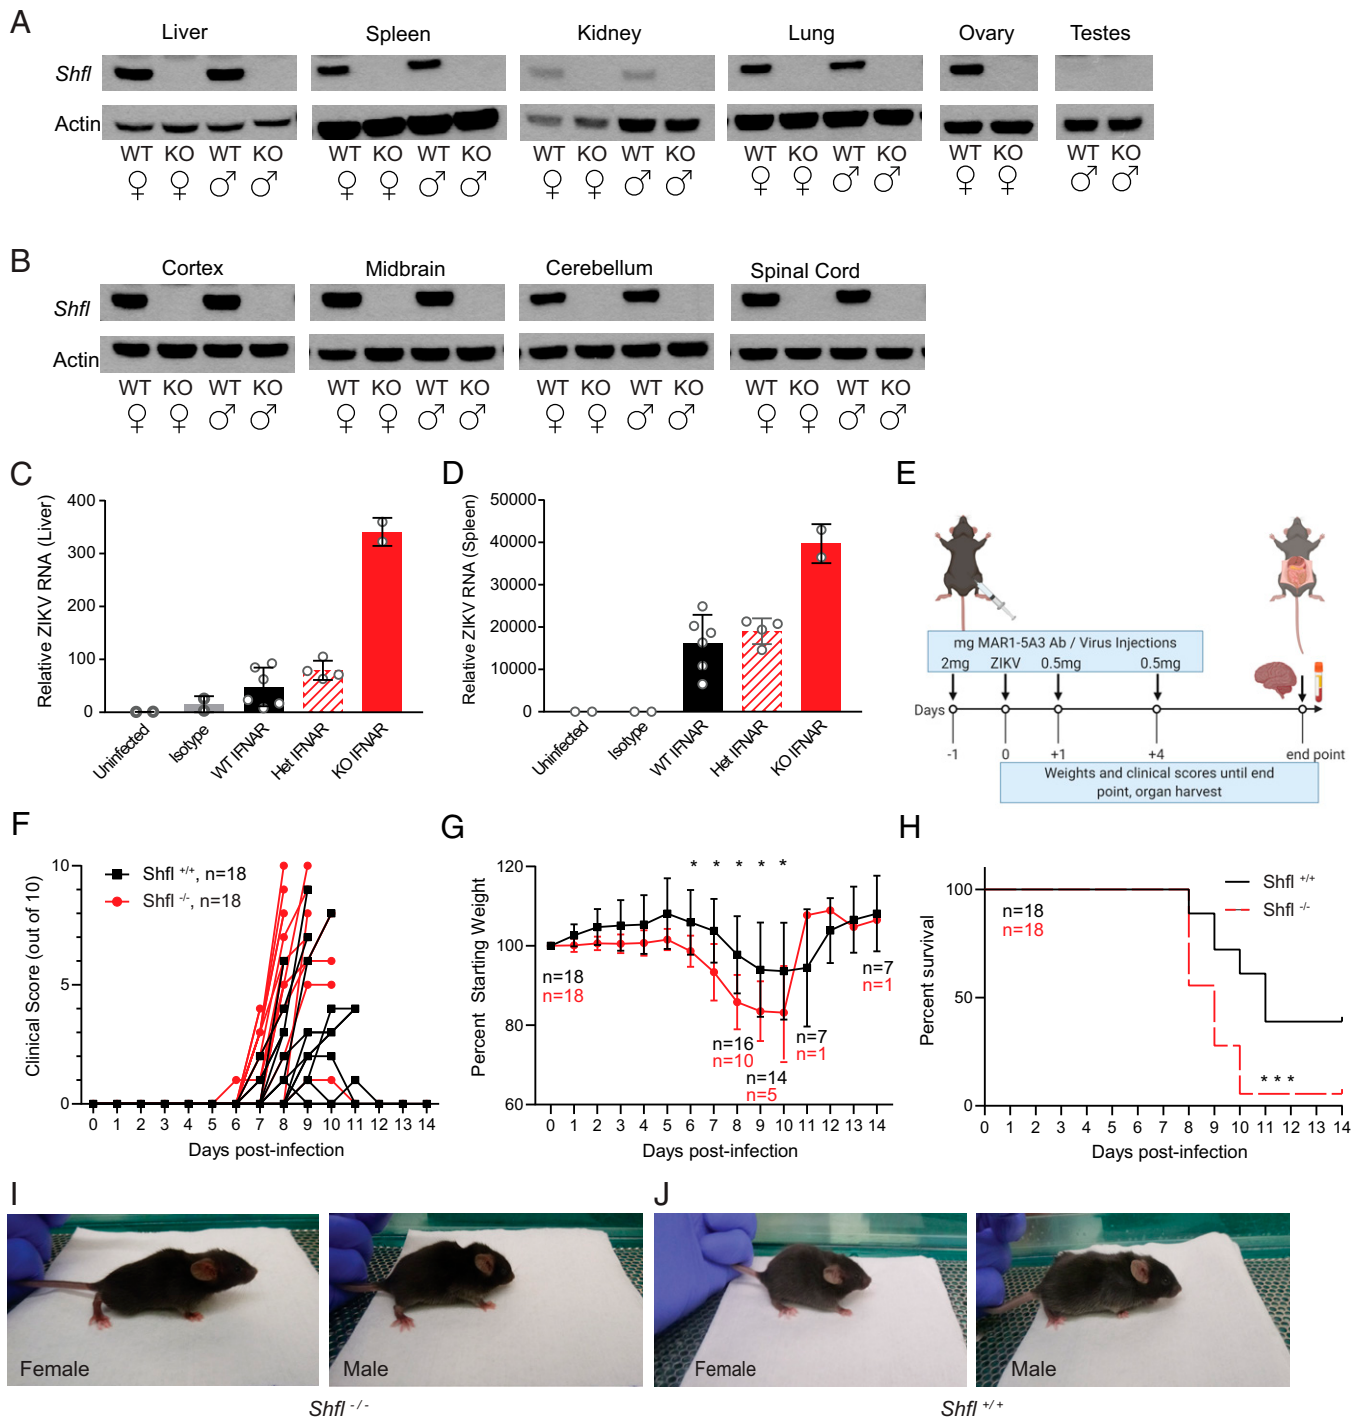 A
Liver Spleen Kidney Lung Ovary Testes
Shfl
Actin
WT KO WT KO WT KO WT KO WT KO WT KO WT KO WT KO WT KO WT KO
♀ ♀ ♂ ♂ ♀ ♀ ♂ ♂ ♀ ♀ ♂ ♂ ♀ ♀ ♂ ♂ ♀ ♀ ♂ ♂
B
Cortex Midbrain Cerebellum Spinal Cord
Shfl
Actin
WT KO WT KO WT KO WT KO WT KO WT KO WT KO WT KO
♀ ♀ ♂ ♂ ♀ ♀ ♂ ♂ ♀ ♀ ♂ ♂ ♀ ♀ ♂ ♂
C
Relative ZIKV RNA (Liver)
400
300
200
100
0
Uninfected Isotype WT IFNAR Het IFNAR KO IFNAR
D
Relative ZIKV RNA (Spleen)
50000
40000
30000
20000
10000
0
Uninfected Isotype WT IFNAR Het IFNAR KO IFNAR
E
mg MAR1-5A3 Ab / Virus Injections
2mg ZIKV 0.5mg 0.5mg
Days
-1 0 +1 +4 end point
Weights and clinical scores until end
point, organ harvest
F
Clinical Score (out of 10)
10
5
0
Shfl +/+, n=18
Shfl -/-, n=18
0 1 2 3 4 5 6 7 8 9 10 11 12 13 14
Days post-infection
G
Percent Starting Weight
120
100
80
60
* * * * *
n=18
n=18
n=16
n=10
n=14
n=5
n=7
n=1
n=7
n=1
0 1 2 3 4 5 6 7 8 9 10 11 12 13 14
Days post-infection
H
Percent survival
100
50
0
Shfl +/+
Shfl -/-
n=18
n=18
***
0 1 2 3 4 5 6 7 8 9 10 11 12 13 14
Days post-infection
I
Female Male
Shfl -/-
J
Female Male
Shfl +/+